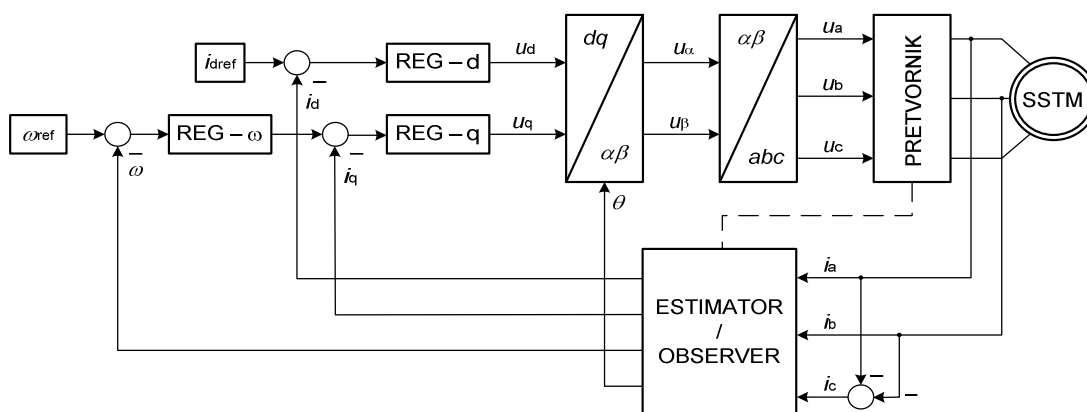 idref
−
REG – d
ud
dq
αβ
uα
uβ
αβ
abc
ua
ub
uc
PRETVORNIK
SSTM
id
ωref
−
ω
REG – ω
−
iq
REG – q
uq
θ
ESTIMATOR
/
OBSERVER
ia
ib
ic
−
−